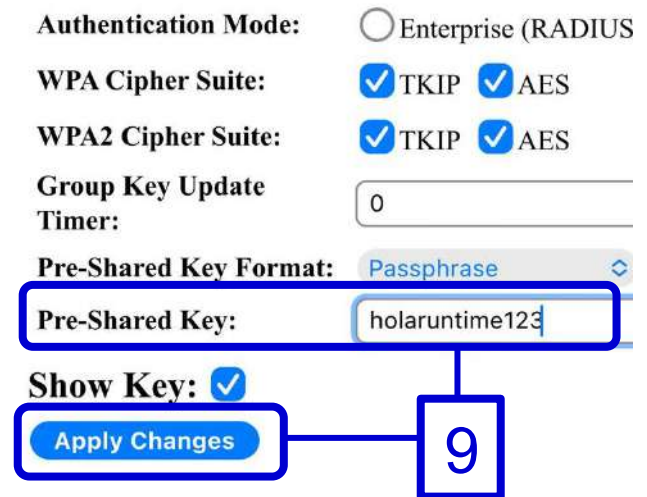 Authentication Mode: Enterprise (RADIUS
WPA Cipher Suite: TKIP AES
WPA2 Cipher Suite: TKIP AES
Group Key Update
Timer: 0
Pre-Shared Key Format: Passphrase
Pre-Shared Key: holaruntime123
Show Key:
Apply Changes
9